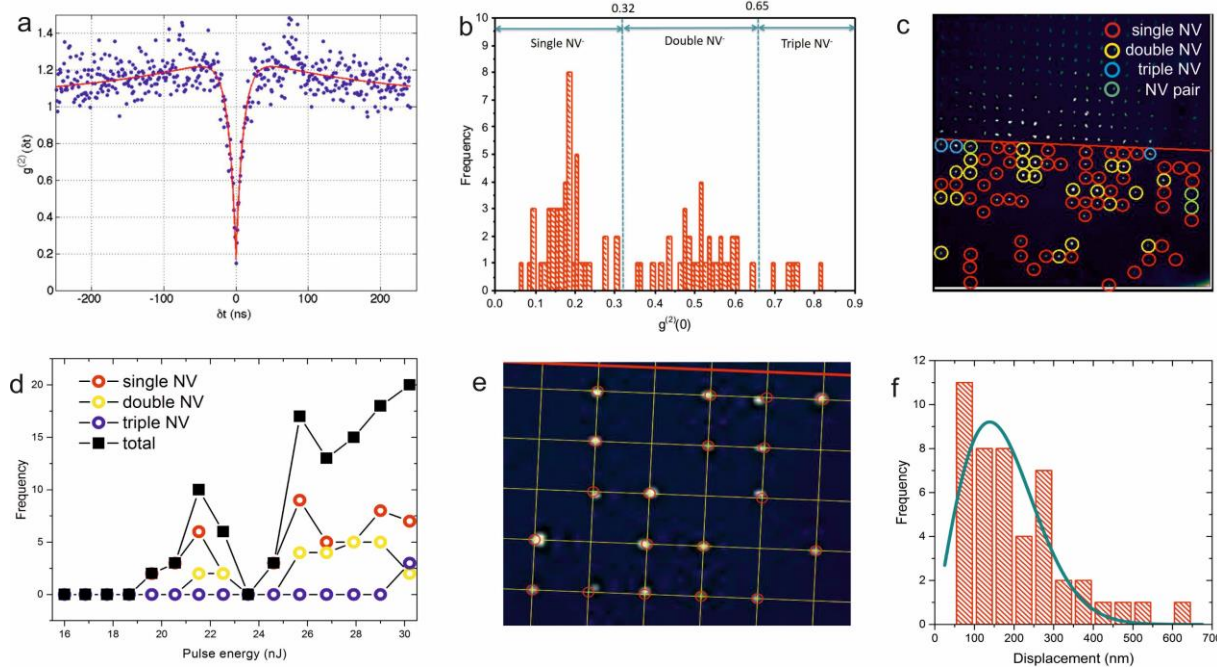 a
1.4
1.2
1
0.8
0.6
0.4
0.2
g(2)(δt)
-200 -100 0 100 200
δt (ns)
b
0.32 0.65
Single NV- Double NV- Triple NV-
10
9
8
7
6
5
4
3
2
1
0
Frequency
0.0 0.1 0.2 0.3 0.4 0.5 0.6 0.7 0.8 0.9
g(2)(0)
c
single NV
double NV
triple NV
NV pair
d
single NV
double NV
triple NV
total
20
15
10
5
0
Frequency
16 18 20 22 24 26 28 30
Pulse energy (nJ)
e
f
12
10
8
6
4
2
0
Frequency
0 100 200 300 400 500 600 700
Displacement (nm)